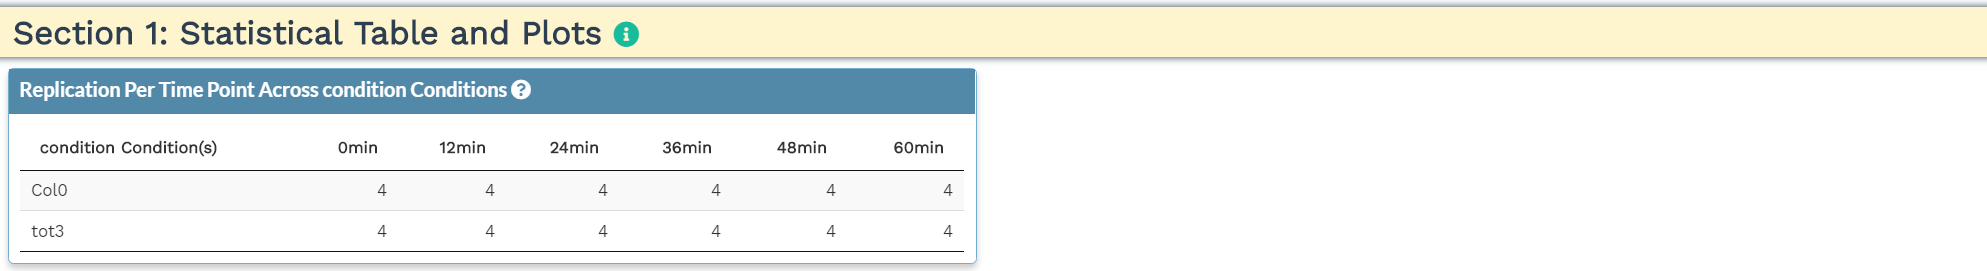 Section 1: Statistical Table and Plots
Replication Per Time Point Across condition Conditions
condition Condition(s) 0min 12min 24min 36min 48min 60min
Col0 4 4 4 4 4 4
tot3 4 4 4 4 4 4